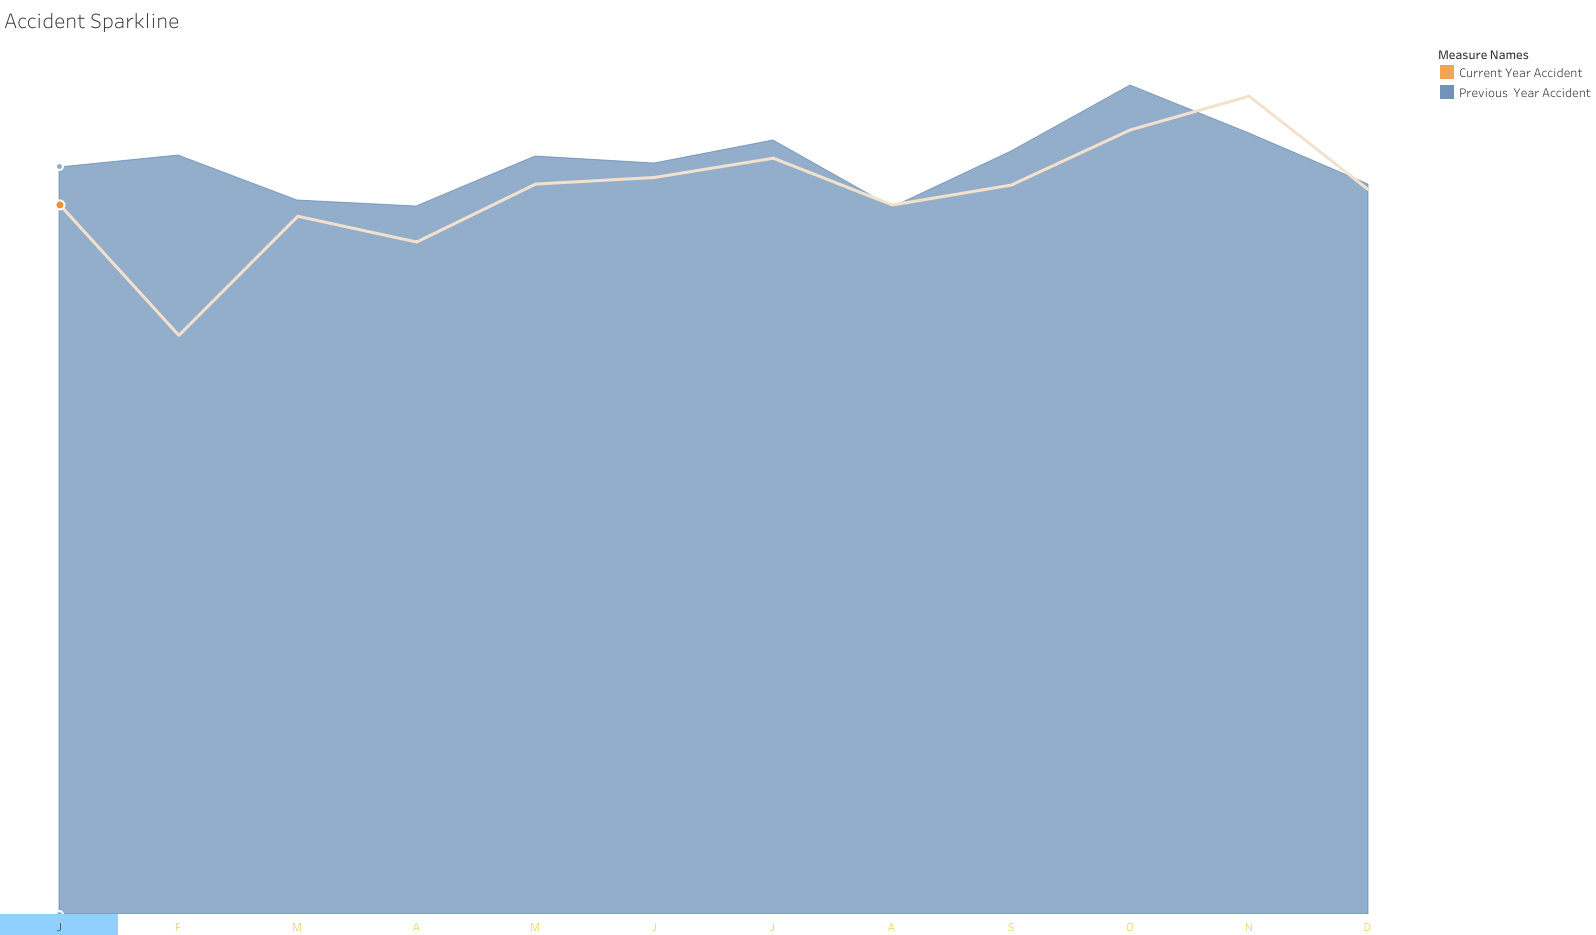 Accident Sparkline
Measure Names
Current Year Accident
Previous  Year Accident
J F M A M J J A S O N D